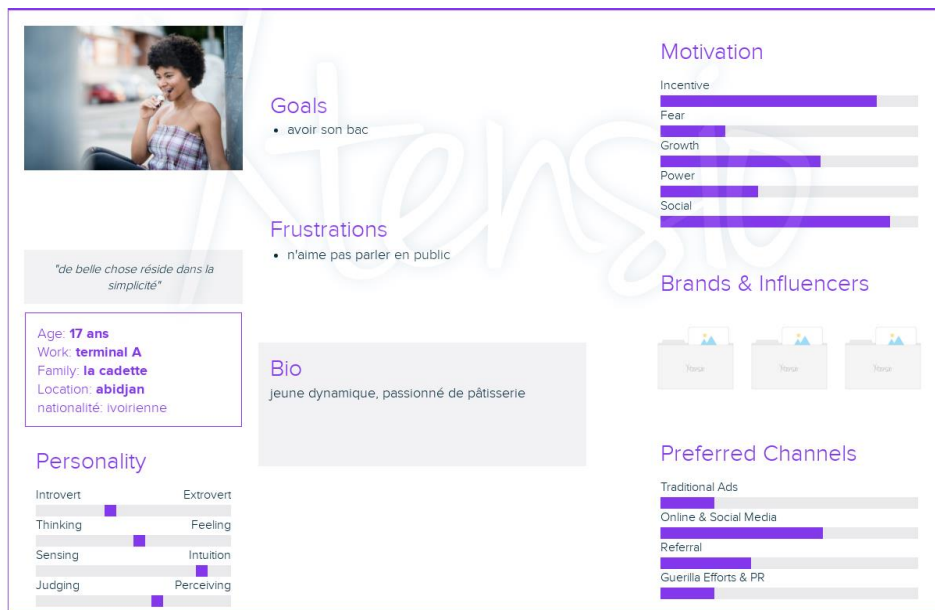 "de belle chose réside dans la
simplicité"
Age: 17 ans
Work: terminal A
Family: la cadette
Location: abidjan
nationalité: ivoirienne
Personality
Introvert Extrovert
Thinking Feeling
Sensing Intuition
Judging Perceiving
Goals
avoir son bac
Frustrations
n'aime pas parler en public
Bio
jeune dynamique, passionné de pâtisserie
Motivation
Incentive
Fear
Growth
Power
Social
Brands & Influencers
Preferred Channels
Traditional Ads
Online & Social Media
Referral
Guerilla Efforts & PR
Xtensio